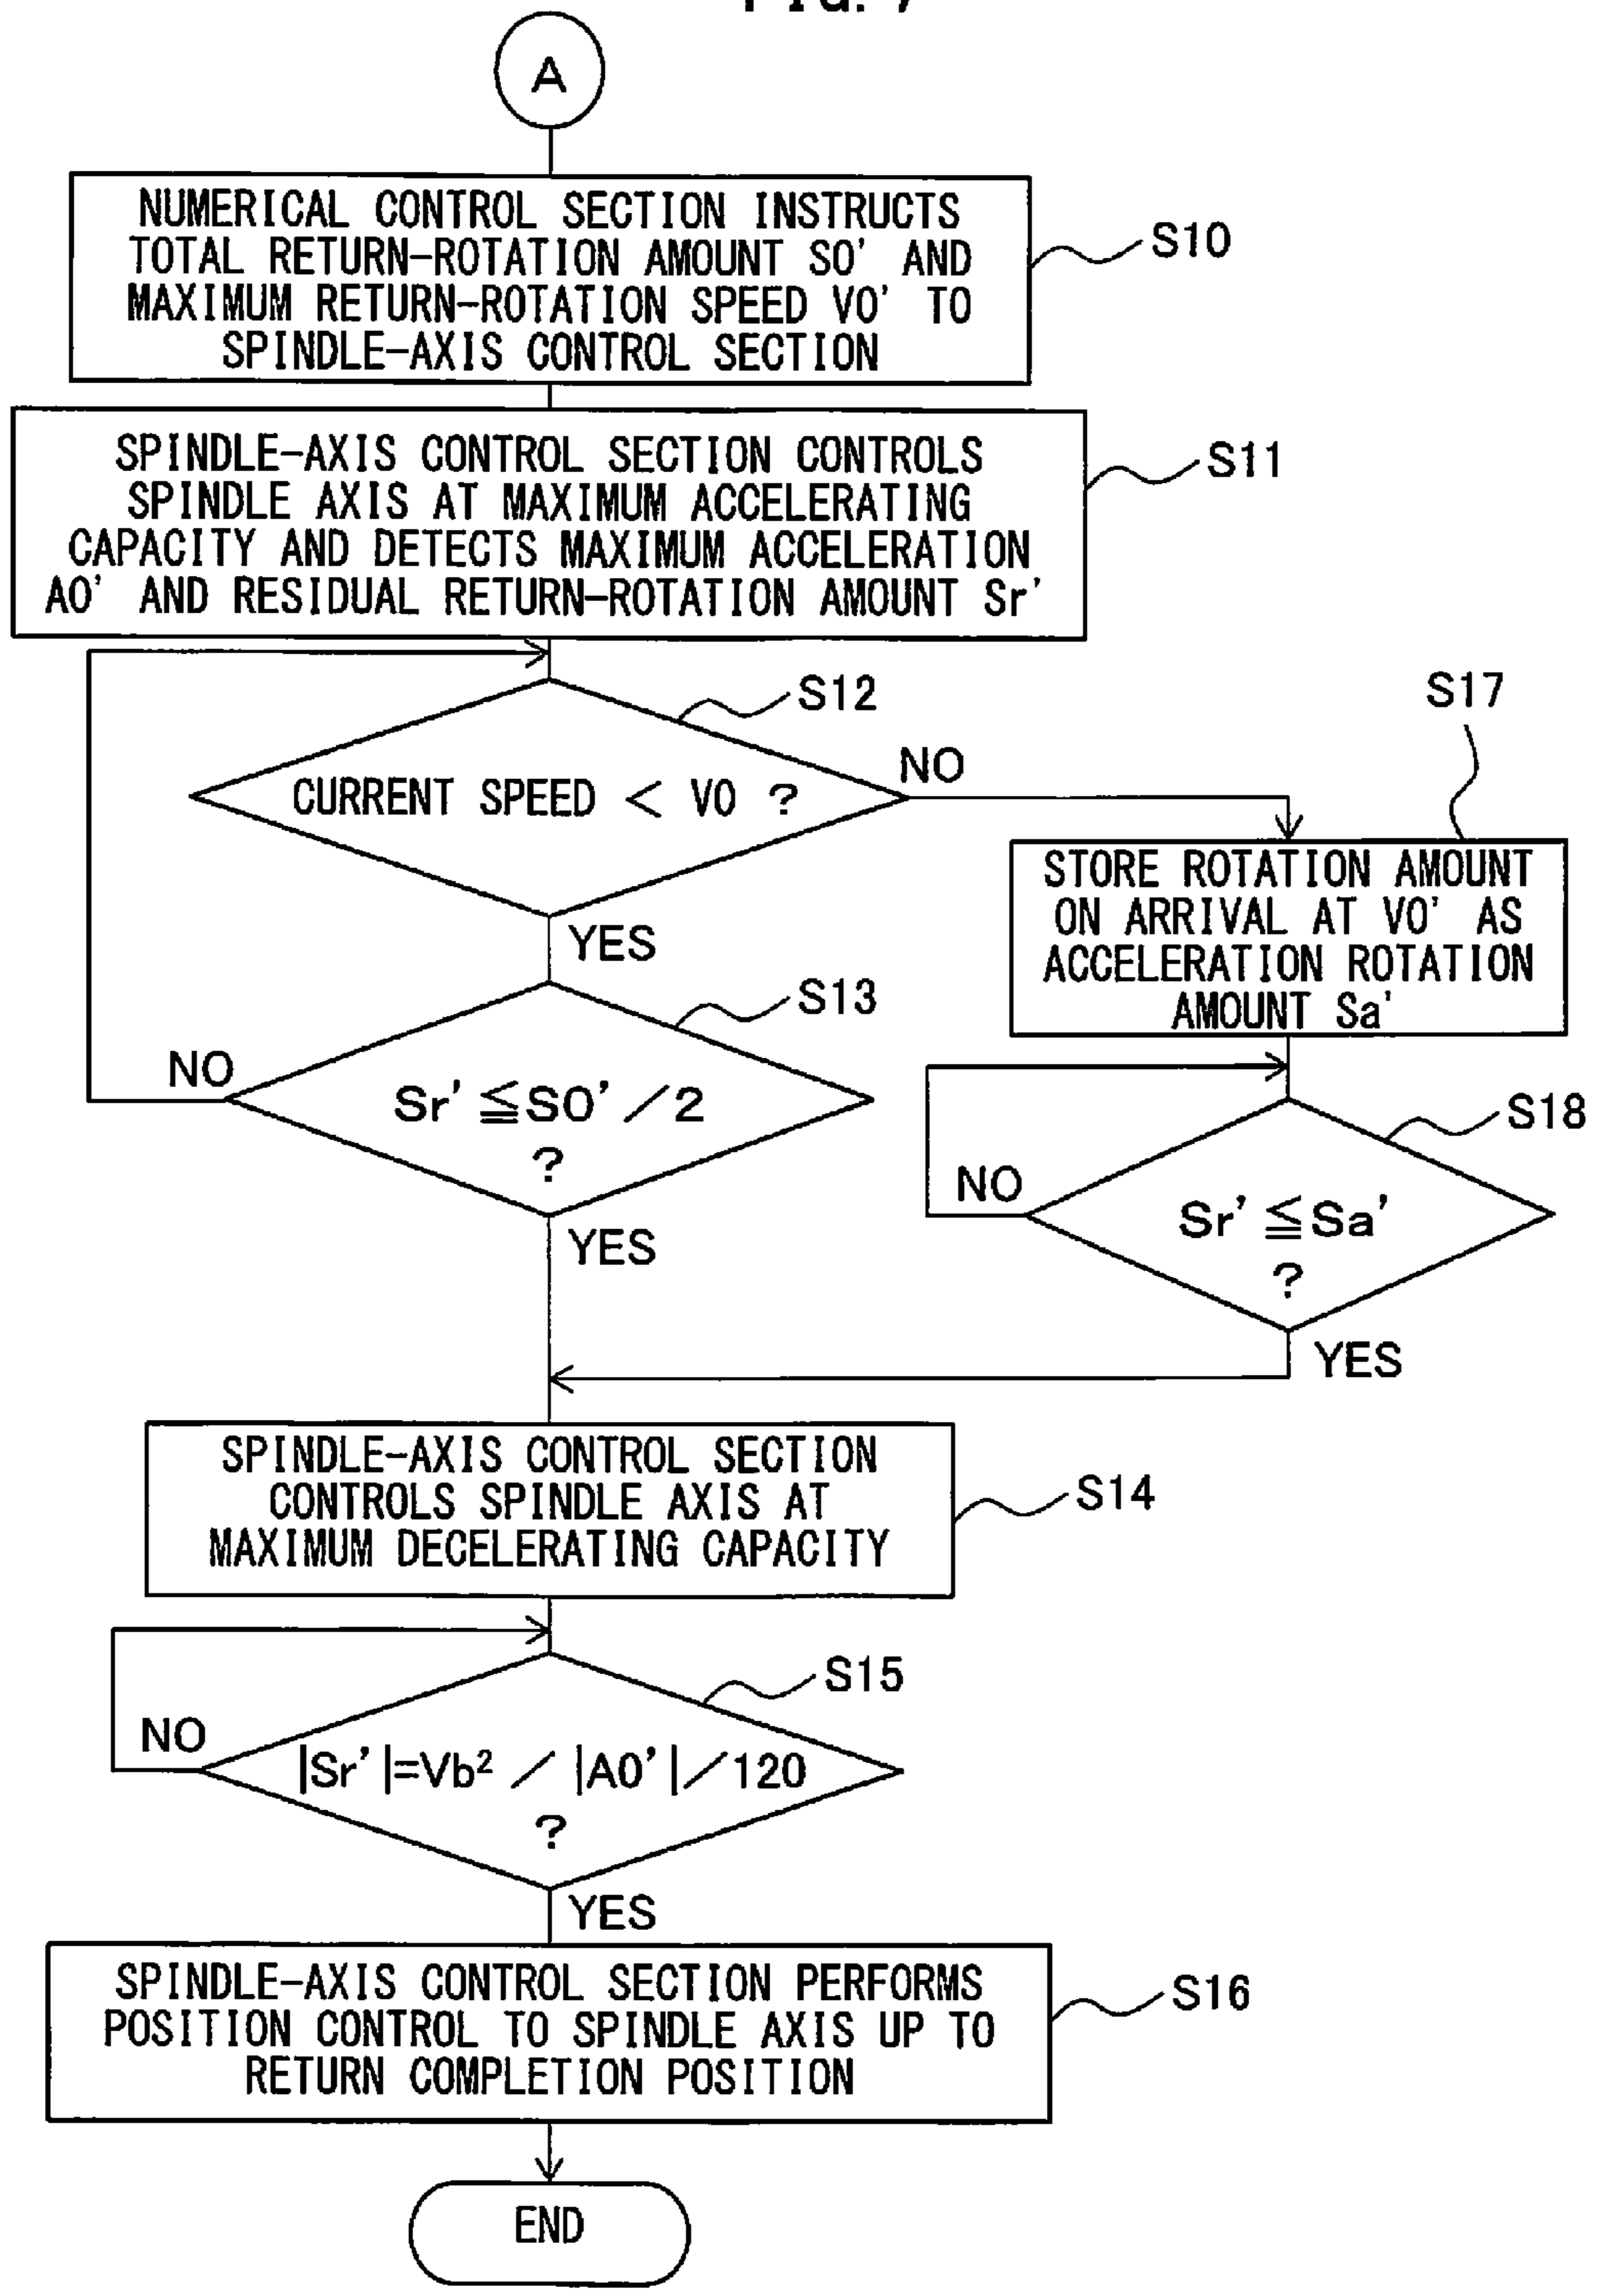 FIG. 7
A
NUMERICAL CONTROL SECTION INSTRUCTS
TOTAL RETURN-ROTATION AMOUNT S0' AND
MAXIMUM RETURN-ROTATION SPEED V0' TO
SPINDLE-AXIS CONTROL SECTION
S10
SPINDLE-AXIS CONTROL SECTION CONTROLS
SPINDLE AXIS AT MAXIMUM ACCELERATING
CAPACITY AND DETECTS MAXIMUM ACCELERATION
A0' AND RESIDUAL RETURN-ROTATION AMOUNT Sr'
S11
S12
CURRENT SPEED < V0 ?
NO
YES
S17
STORE ROTATION AMOUNT
ON ARRIVAL AT V0' AS
ACCELERATION ROTATION
AMOUNT Sa'
S13
Sr' ≦ S0' /2
?
NO
YES
S18
Sr' ≦ Sa'
?
NO
YES
SPINDLE-AXIS CONTROL SECTION
CONTROLS SPINDLE AXIS AT
MAXIMUM DECELERATING CAPACITY
S14
S15
|Sr'|=Vb² / |A0'|/120
?
NO
YES
SPINDLE-AXIS CONTROL SECTION PERFORMS
POSITION CONTROL TO SPINDLE AXIS UP TO
RETURN COMPLETION POSITION
S16
END